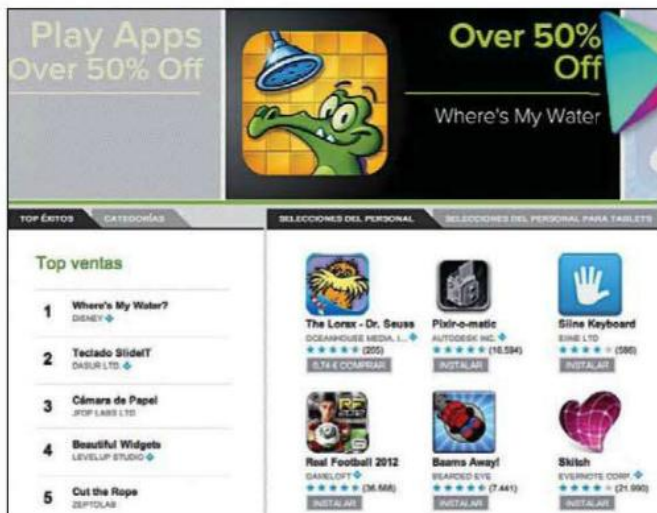 Play Apps
Over 50% Off
Over 50%
Off
Where's My Water
TOP ÉXITOS
CATEGORÍAS
Top ventas
1
Where's My Water?
DISNEY
2
Teclado SlideIT
DASUR LTD.
3
Cámara de Papel
JFDP LABS LTD
4
Beautiful Widgets
LEVELUP STUDIO
5
Cut the Rope
ZEPTOLAB
SELECCIONES DEL PERSONAL
SELECCIONES DEL PERSONAL PARA TABLETS
The Lorax - Dr. Seuss
OCEANHOUSE MEDIA, I...
(205)
0,74 € COMPRAR
Pixlr-o-matic
AUTODESK INC.
(16.594)
INSTALAR
Siine Keyboard
SIINE LTD
INSTALAR
RF
2012
Real Football 2012
GAMELOFT
INSTALAR
Beams Away!
BEARDED EYE
(7.441)
INSTALAR
Skitch
EVERNOTE CORP.
(21.990)
INSTALAR